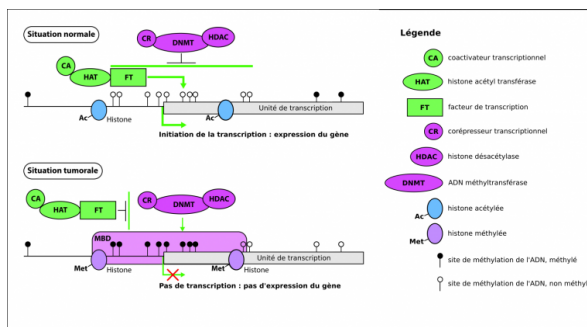 Situation normale
CR
DNMT
HDAC
CA
HAT
FT
Ac
Histone
Ac
Unité de transcription
Initiation de la transcription : expression du gène
Situation tumorale
CA
HAT
FT
CR
DNMT
HDAC
MBD
Met
Histone
Met
Histone
Unité de transcription
Pas de transcription : pas d'expression du gène
Légende
CA coactivateur transcriptionnel
HAT histone acétyl transférase
FT facteur de transcription
CR corépresseur transcriptionnel
HDAC histone désacétylase
DNMT ADN méthyltransférase
Ac histone acétylée
Met histone méthylée
site de méthylation de l'ADN, méthylé
site de méthylation de l'ADN, non méthyl